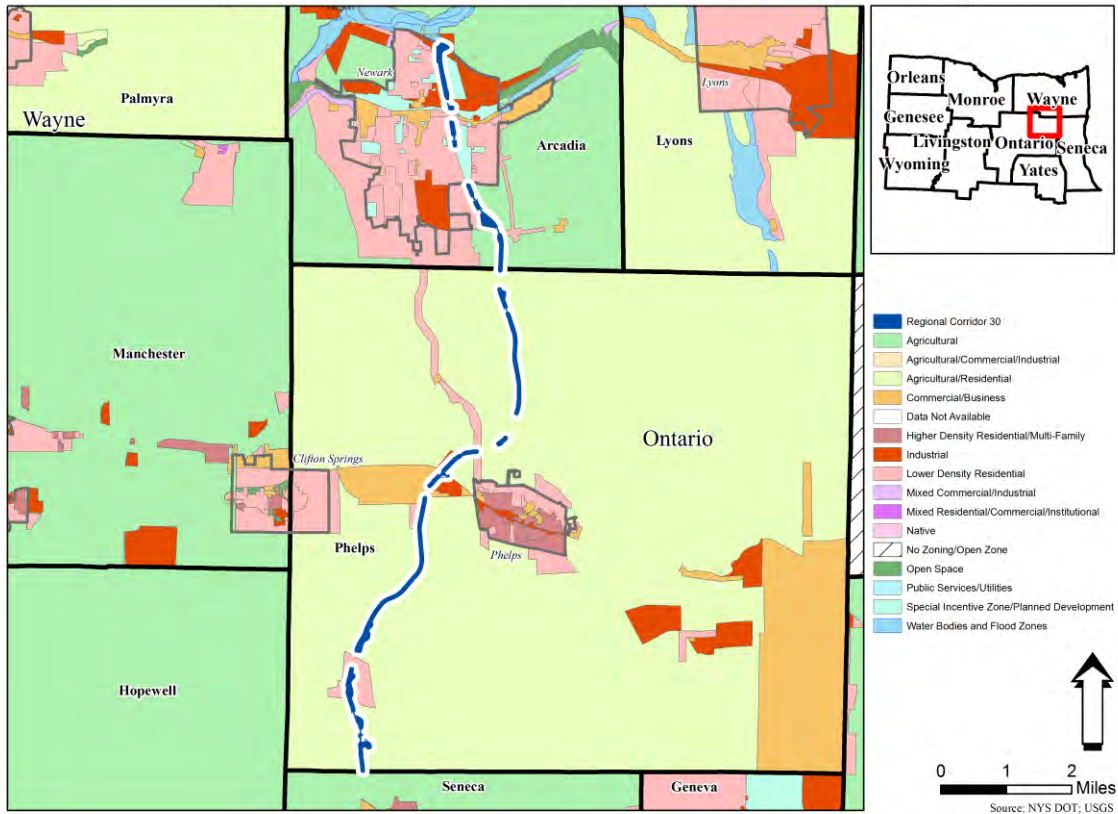 Newark
Palmyra
Wayne
Arcadia
Lyons
Lyons
Manchester
Clifton Springs
Ontario
Phelps
Phelps
Hopewell
Seneca
Geneva
Orleans
Monroe
Wayne
Genesee
Livingston
Ontario
Seneca
Wyoming
Yates
Regional Corridor 30
Agricultural
Agricultural/Commercial/Industrial
Agricultural/Residential
Commercial/Business
Data Not Available
Higher Density Residential/Multi-Family
Industrial
Lower Density Residential
Mixed Commercial/Industrial
Mixed Residential/Commercial/Institutional
Native
No Zoning/Open Zone
Open Space
Public Services/Utilities
Special Incentive Zone/Planned Development
Water Bodies and Flood Zones
0 1 2
Miles
Source: NYS DOT; USGS